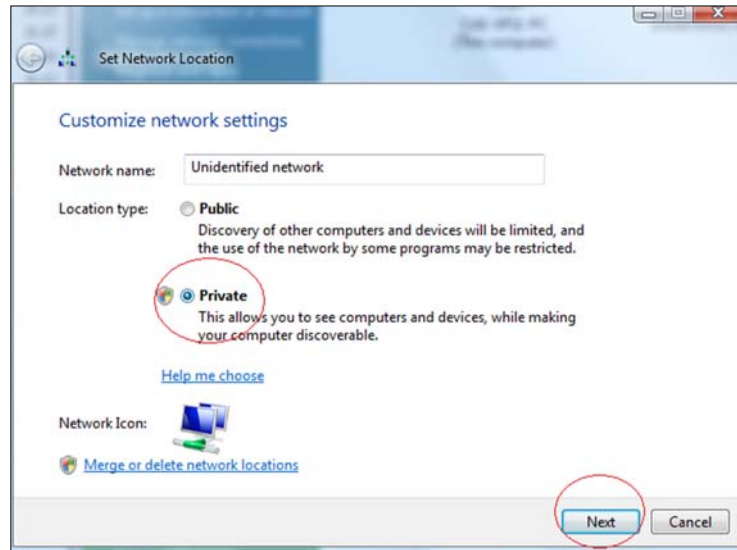 Set Network Location
Customize network settings
Network name:
Unidentified network
Location type:
Public
Discovery of other computers and devices will be limited, and
the use of the network by some programs may be restricted.
Private
This allows you to see computers and devices, while making
your computer discoverable.
Help me choose
Network Icon:
Merge or delete network locations
Next
Cancel